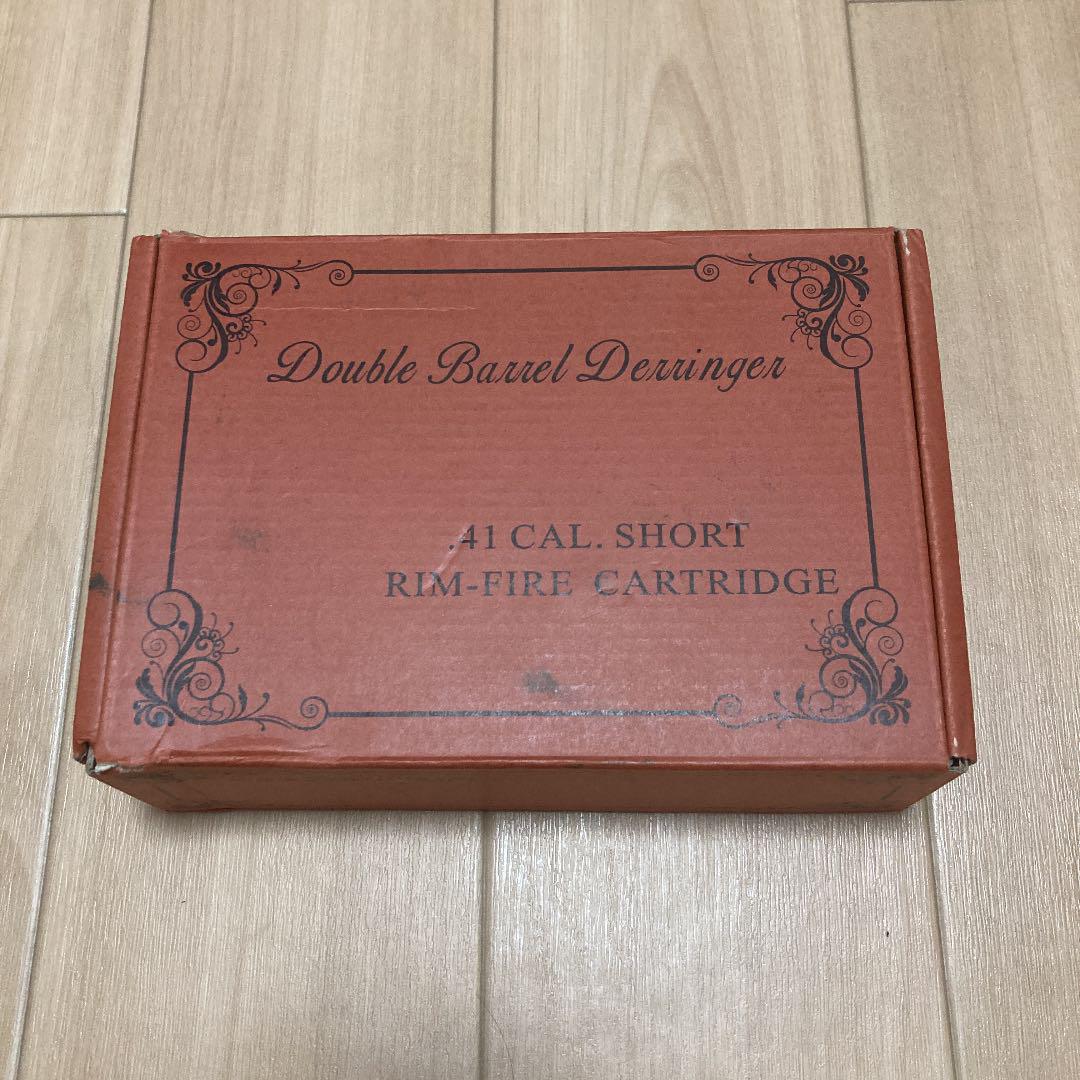 Double Barrel Derringer
.41 CAL. SHORT
RIM-FIRE CARTRIDGE